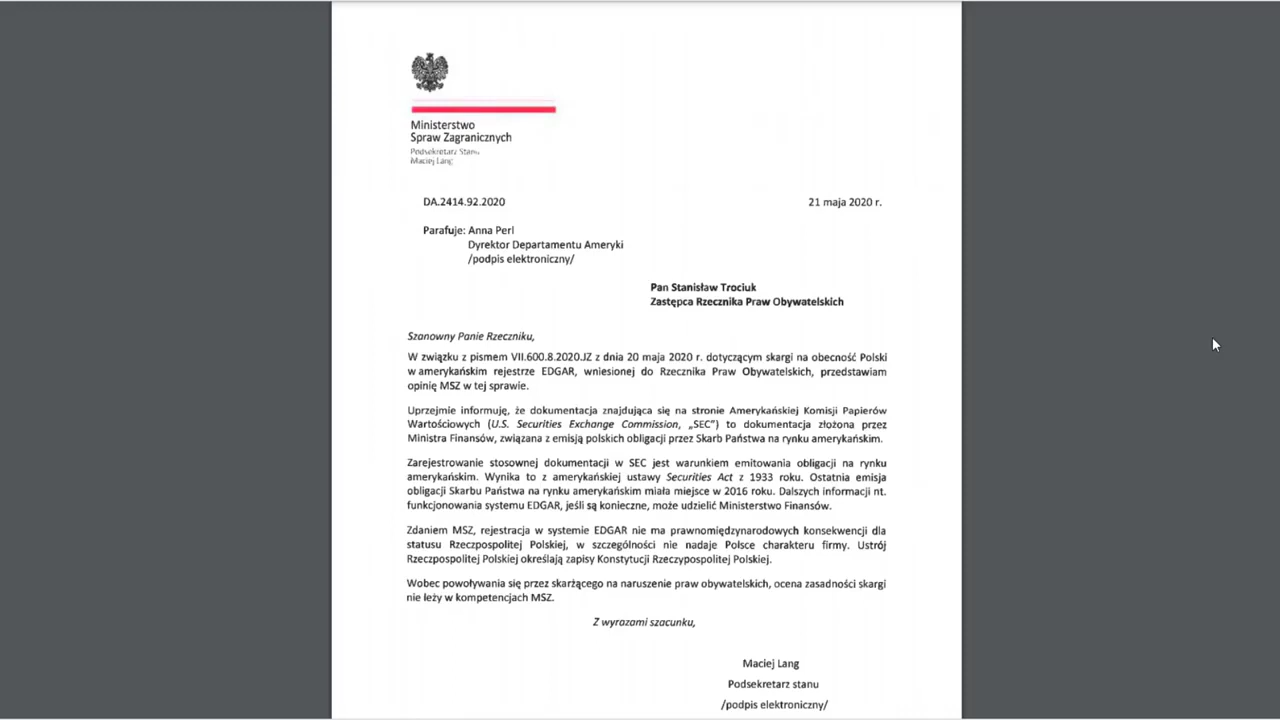 Ministerstwo
Spraw Zagranicznych
Podsekretarz Stanu
Maciej Lang
DA.2414.92.2020
21 maja 2020 r.
Parafuje: Anna Perl
Dyrektor Departamentu Ameryki
/podpis elektroniczny/
Pan Stanisław Trociuk
Zastępca Rzecznika Praw Obywatelskich
Szanowny Panie Rzeczniku,
W związku z pismem VII.600.8.2020.JZ z dnia 20 maja 2020 r. dotyczącym skargi na obecność Polski
w amerykańskim rejestrze EDGAR, wniesionej do Rzecznika Praw Obywatelskich, przedstawiam
opinię MSZ w tej sprawie.
Uprzejmie informuję, że dokumentacja znajdująca się na stronie Amerykańskiej Komisji Papierów
Wartościowych (U.S. Securities Exchange Commission, „SEC”) to dokumentacja złożona przez
Ministra Finansów, związana z emisją polskich obligacji przez Skarb Państwa na rynku amerykańskim.
Zarejestrowanie stosownej dokumentacji w SEC jest warunkiem emitowania obligacji na rynku
amerykańskim. Wynika to z amerykańskiej ustawy Securities Act z 1933 roku. Ostatnia emisja
obligacji Skarbu Państwa na rynku amerykańskim miała miejsce w 2016 roku. Dalszych informacji nt.
funkcjonowania systemu EDGAR, jeśli są konieczne, może udzielić Ministerstwo Finansów.
Zdaniem MSZ, rejestracja w systemie EDGAR nie ma prawnomiędzynarodowych konsekwencji dla
statusu Rzeczpospolitej Polskiej, w szczególności nie nadaje Polsce charakteru firmy. Ustrój
Rzeczpospolitej Polskiej określają zapisy Konstytucji Rzeczypospolitej Polskiej.
Wobec powoływania się przez skarżącego na naruszenie praw obywatelskich, ocena zasadności skargi
nie leży w kompetencjach MSZ.
Z wyrazami szacunku,
Maciej Lang
Podsekretarz stanu
/podpis elektroniczny/